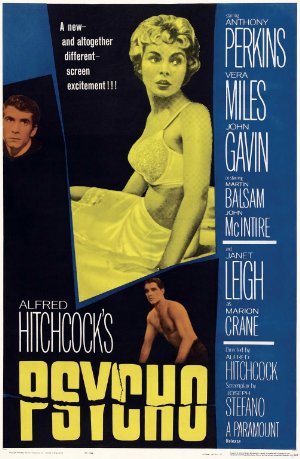 A new—
and altogether
different—
screen
excitement!!!
starring
ANTHONY
PERKINS
VERA
MILES
JOHN
GAVIN
co-starring
MARTIN
BALSAM
JOHN
McINTIRE
and
JANET
LEIGH
as
MARION
CRANE
Directed by
ALFRED
HITCHCOCK
Screenplay by
JOSEPH
STEFANO
A PARAMOUNT
Release
ALFRED
HITCHCOCK'S
PSYCHO